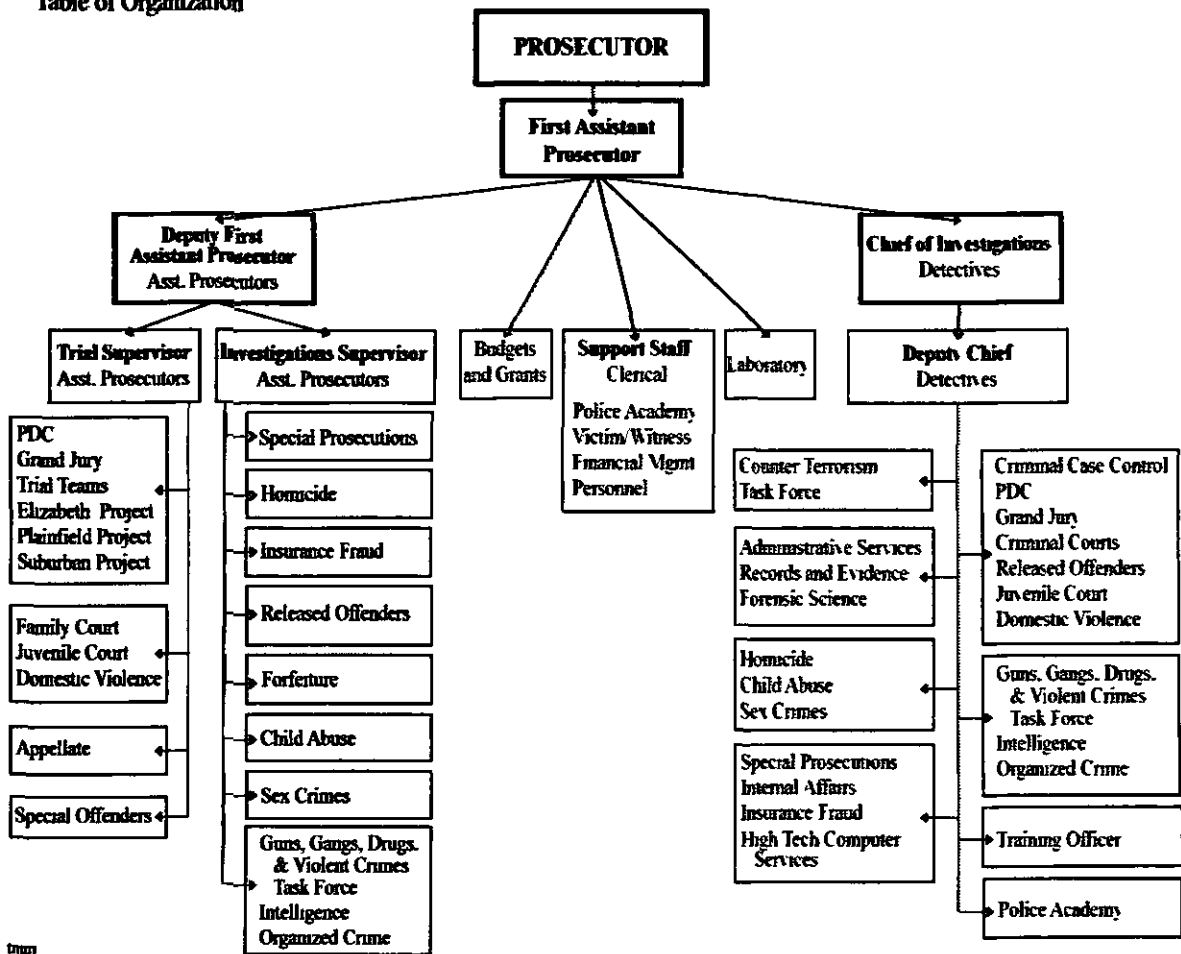 Table of Organization
PROSECUTOR
First Assistant
Prosecutor
Deputy First
Assistant Prosecutor
Asst. Prosecutors
Chief of Investigations
Detectives
Trial Supervisor
Asst. Prosecutors
Investigations Supervisor
Asst. Prosecutors
Budgets
and Grants
Support Staff
Clerical
Police Academy
Victim/Witness
Financial Mgmt
Personnel
Laboratory
Deputy Chief
Detectives
PDC
Grand Jury
Trial Teams
Elizabeth Project
Plainfield Project
Suburban Project
Family Court
Juvenile Court
Domestic Violence
Appellate
Special Offenders
Special Prosecutions
Homicide
Insurance Fraud
Released Offenders
Forfeiture
Child Abuse
Sex Crimes
Guns, Gangs, Drugs.
& Violent Crimes
Task Force
Intelligence
Organized Crime
Counter Terrorism
Task Force
Administrative Services
Records and Evidence
Forensic Science
Homicide
Child Abuse
Sex Crimes
Special Prosecutions
Internal Affairs
Insurance Fraud
High Tech Computer
Services
Criminal Case Control
PDC
Grand Jury
Criminal Courts
Released Offenders
Juvenile Court
Domestic Violence
Guns, Gangs, Drugs.
& Violent Crimes
Task Force
Intelligence
Organized Crime
Training Officer
Police Academy